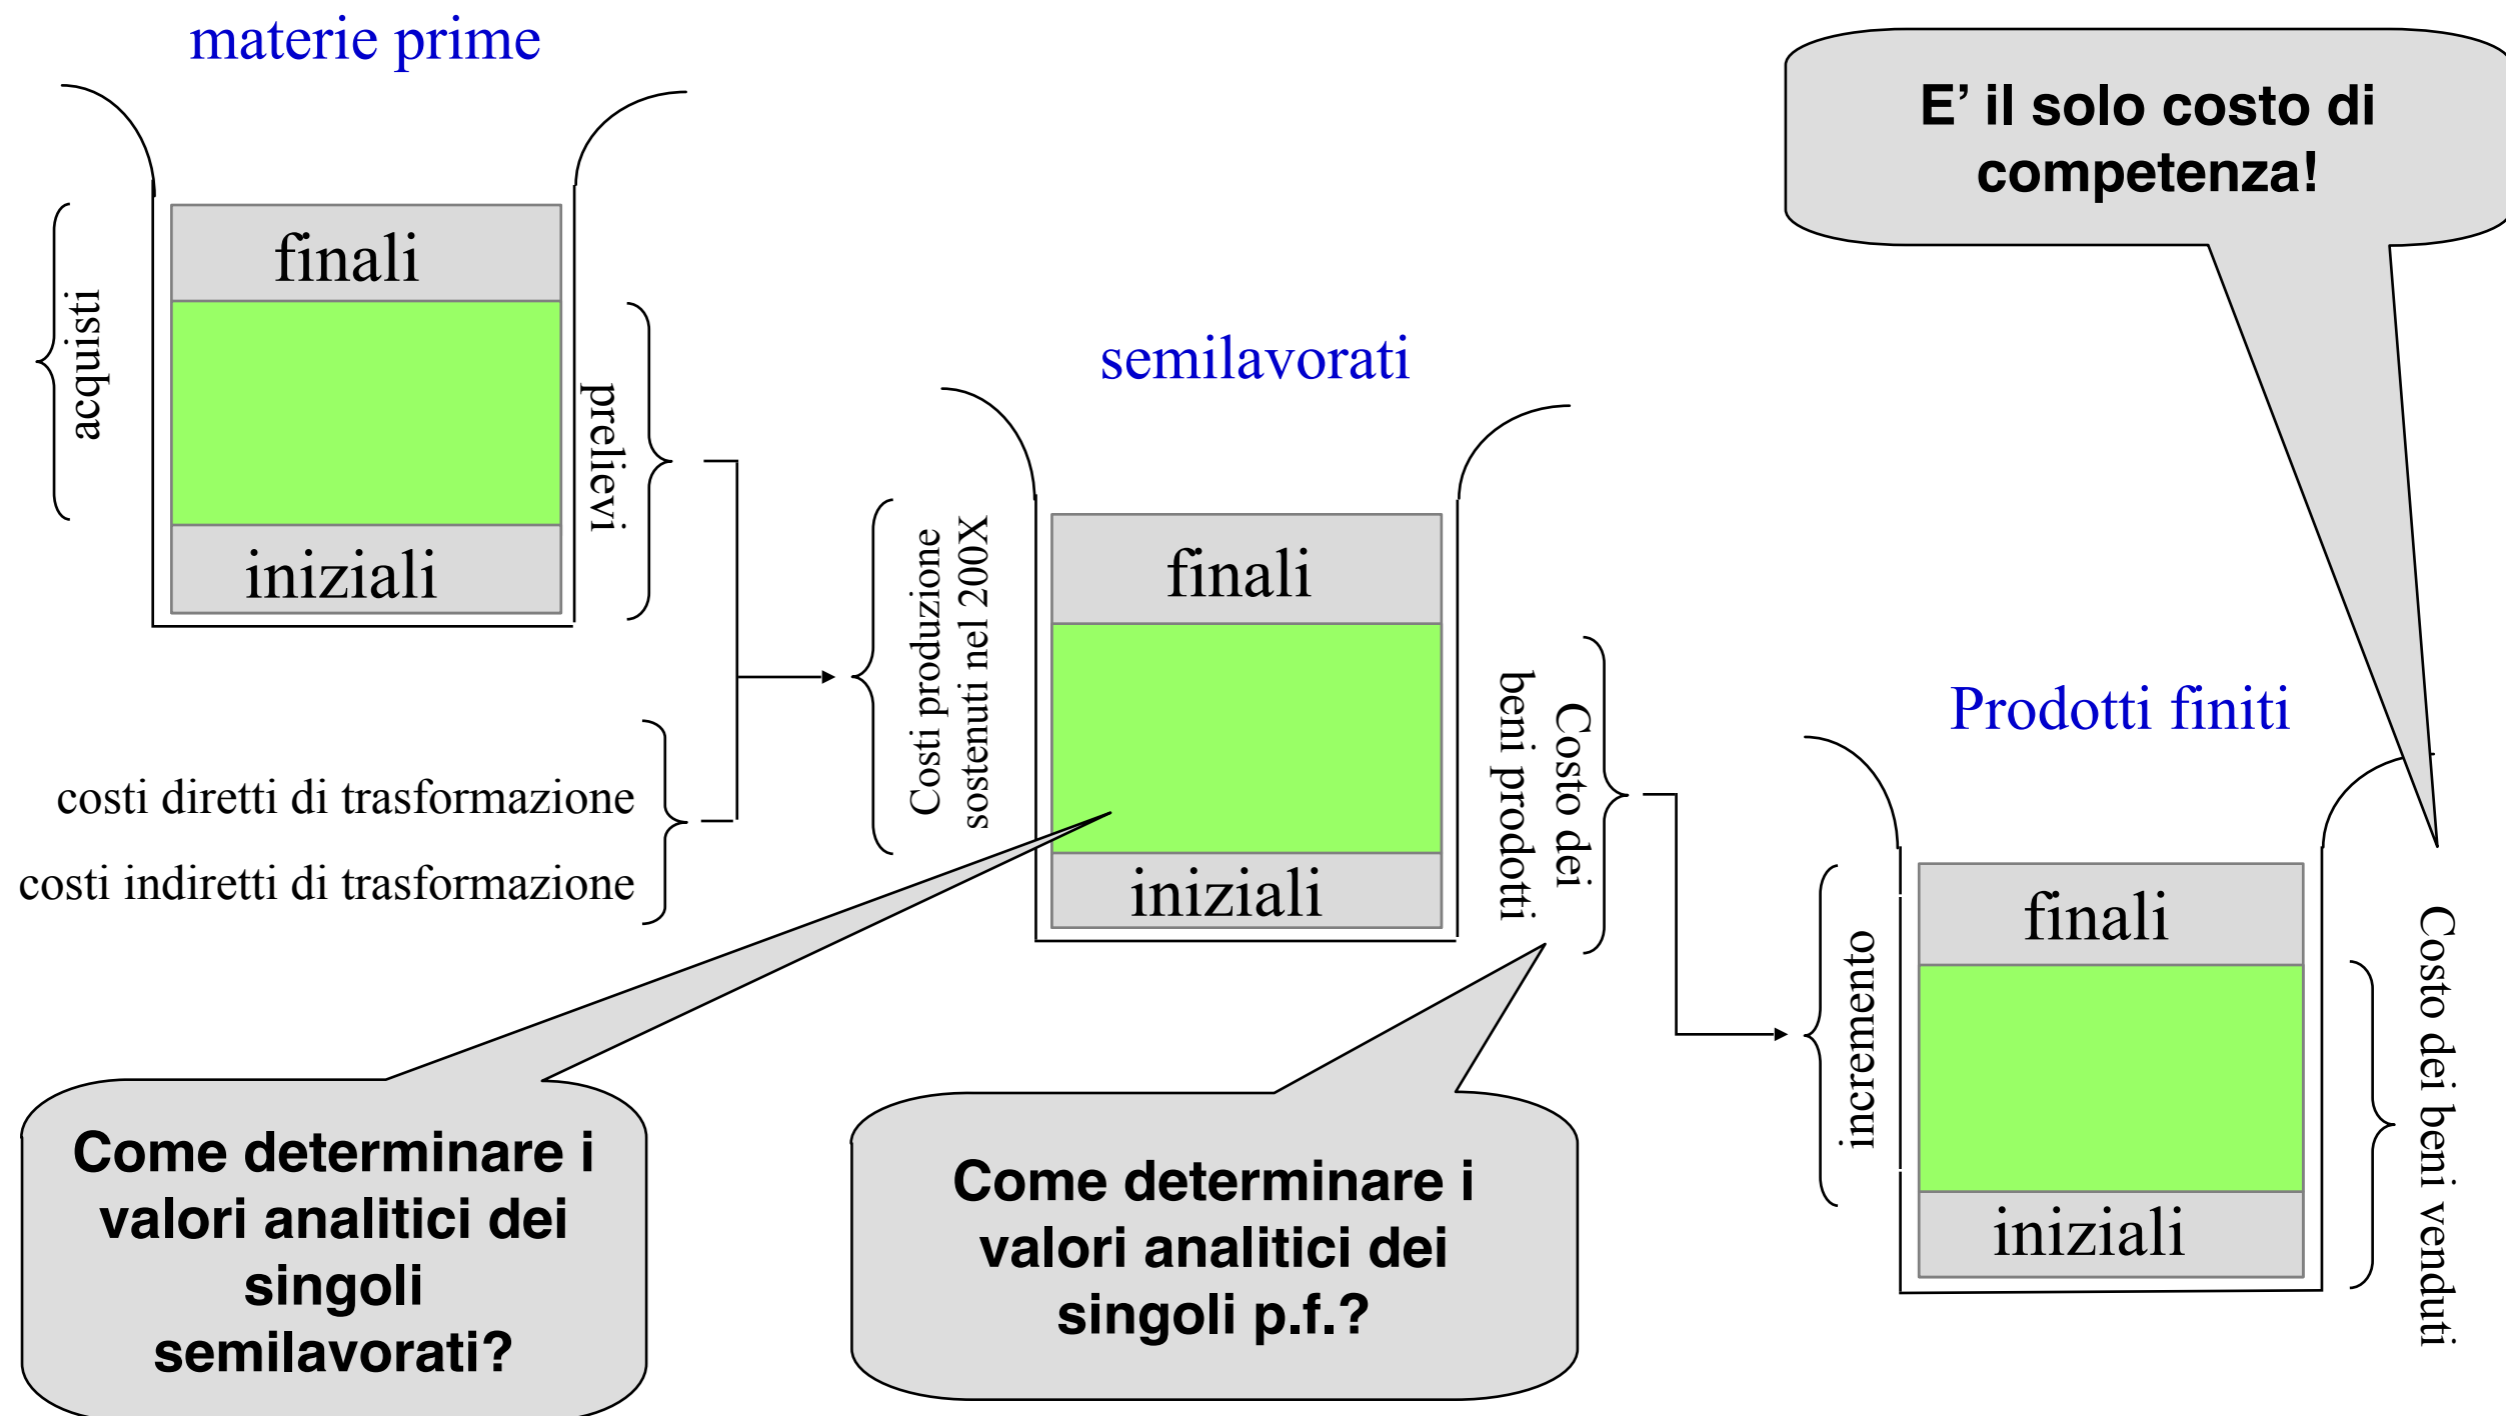 materie prime
E’ il solo costo di
competenza!
finali
acquisti
prelievi
iniziali
semilavorati
Costi produzione
sostenuti nel 200X
finali
iniziali
Costo dei
beni prodotti
costi diretti di trasformazione
costi indiretti di trasformazione
Prodotti finiti
incremento
finali
iniziali
Costo dei beni venduti
Come determinare i
valori analitici dei
singoli
semilavorati?
Come determinare i
valori analitici dei
singoli p.f.?